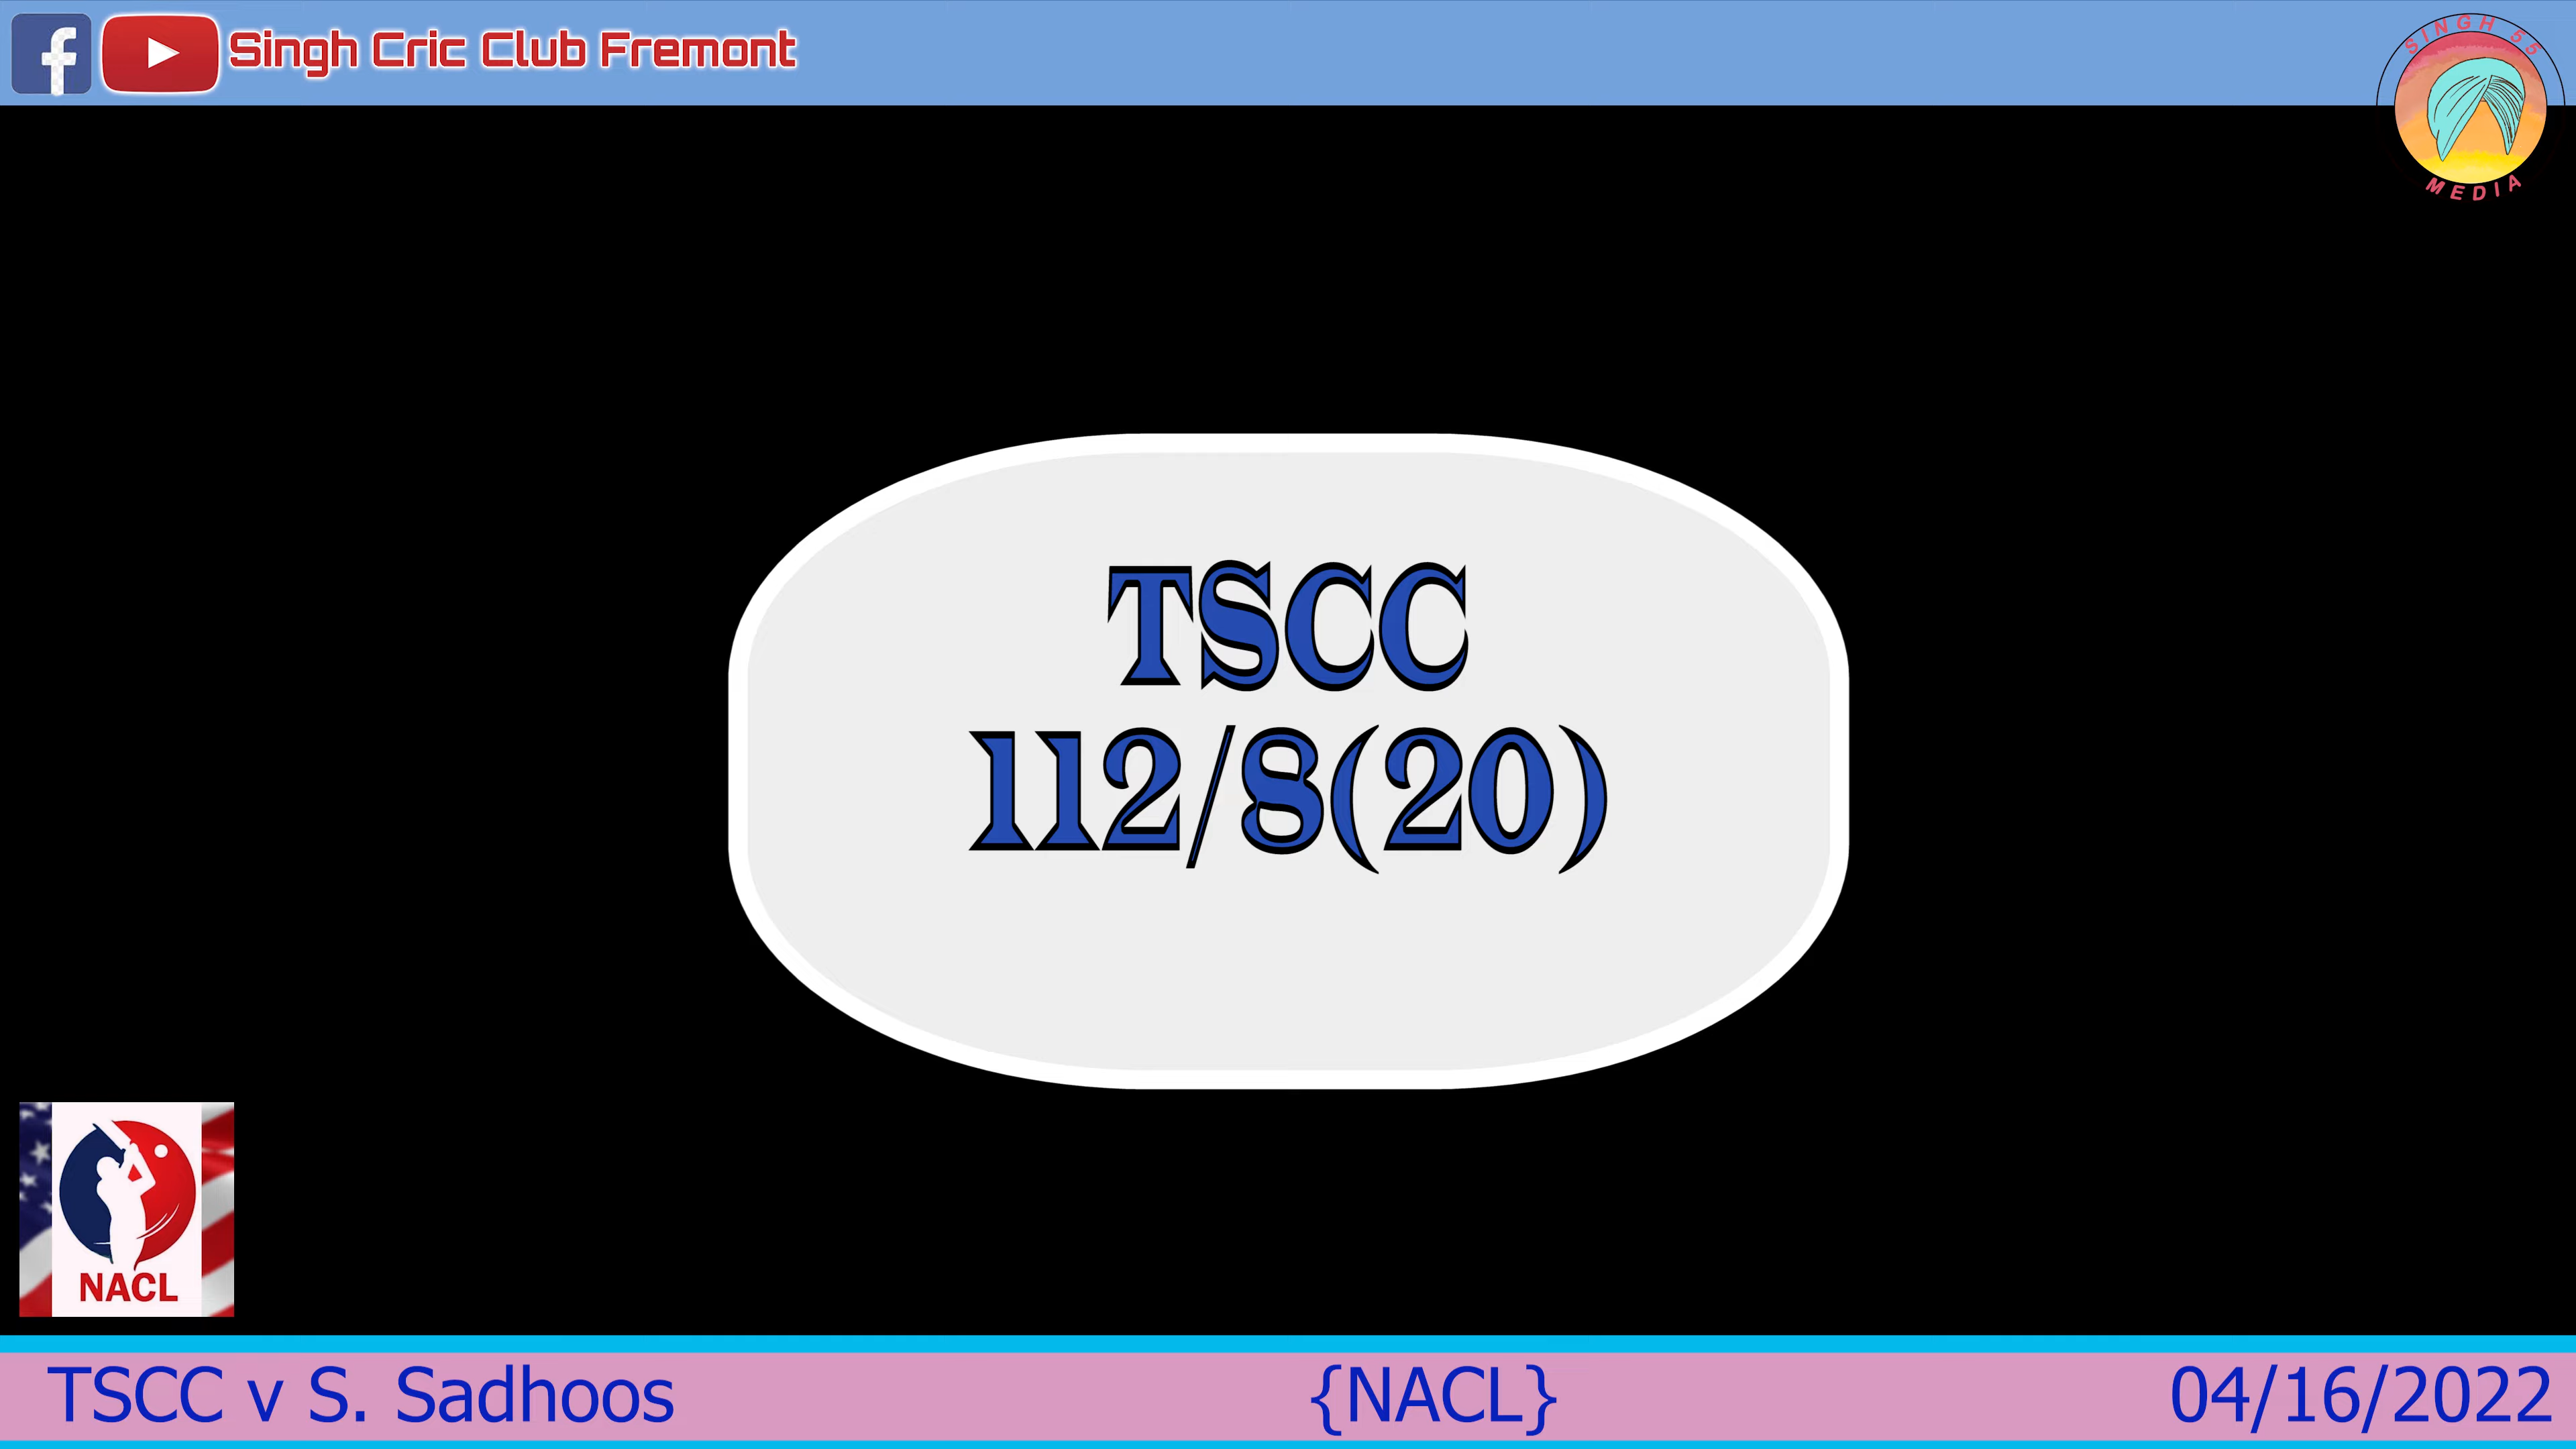 Singh Cric Club Fremont
SINGH 55
MEDIA
TSCC
112/8(20)
NACL
TSCC v S. Sadhoos
{NACL}
04/16/2022